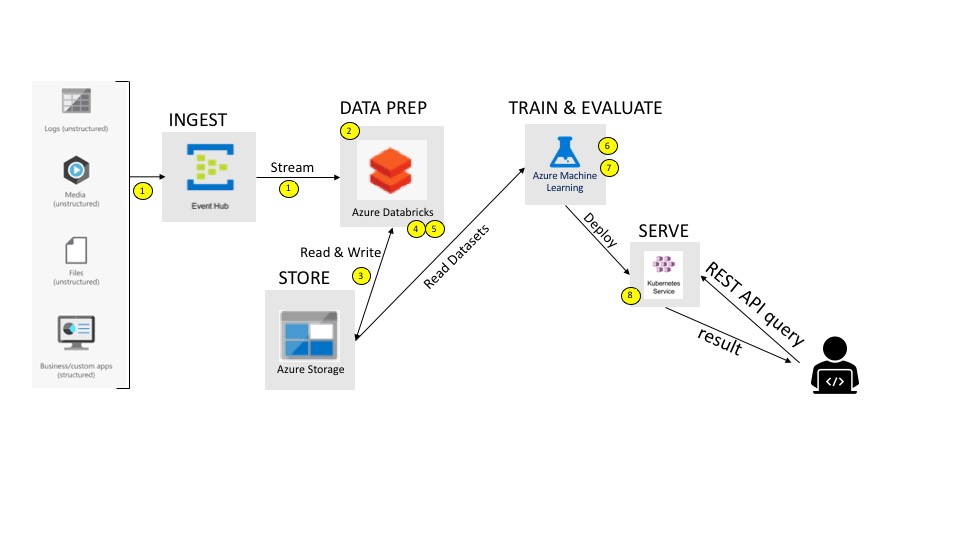 Logs (unstructured)
Media
(unstructured)
Files
(unstructured)
Business/custom apps
(structured)
1
INGEST
Event Hub
Stream
1
DATA PREP
2
Azure Databricks
4
5
Read & Write
3
STORE
Azure Storage
Read Datasets
TRAIN & EVALUATE
6
7
Azure Machine
Learning
Deploy
SERVE
Kubernetes
Service
8
REST API query
result